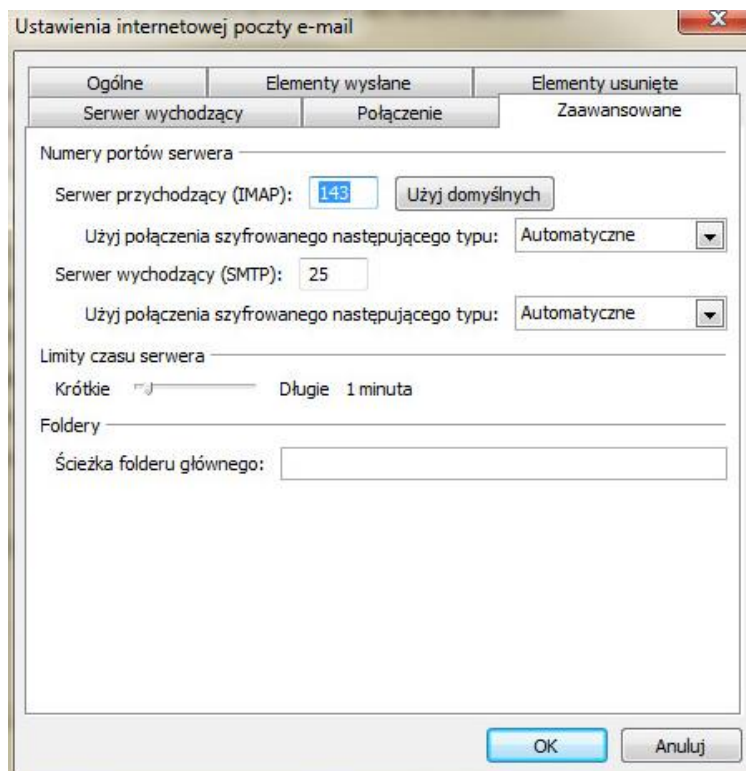 Ustawienia internetowej poczty e-mail
Ogólne Elementy wysłane Elementy usunięte
Serwer wychodzący Połączenie Zaawansowane
Numery portów serwera
Serwer przychodzący (IMAP): 143 Użyj domyślnych
Użyj połączenia szyfrowanego następującego typu: Automatyczne
Serwer wychodzący (SMTP): 25
Użyj połączenia szyfrowanego następującego typu: Automatyczne
Limity czasu serwera
Krótkie Długie 1 minuta
Foldery
Ścieżka folderu głównego:
OK Anuluj